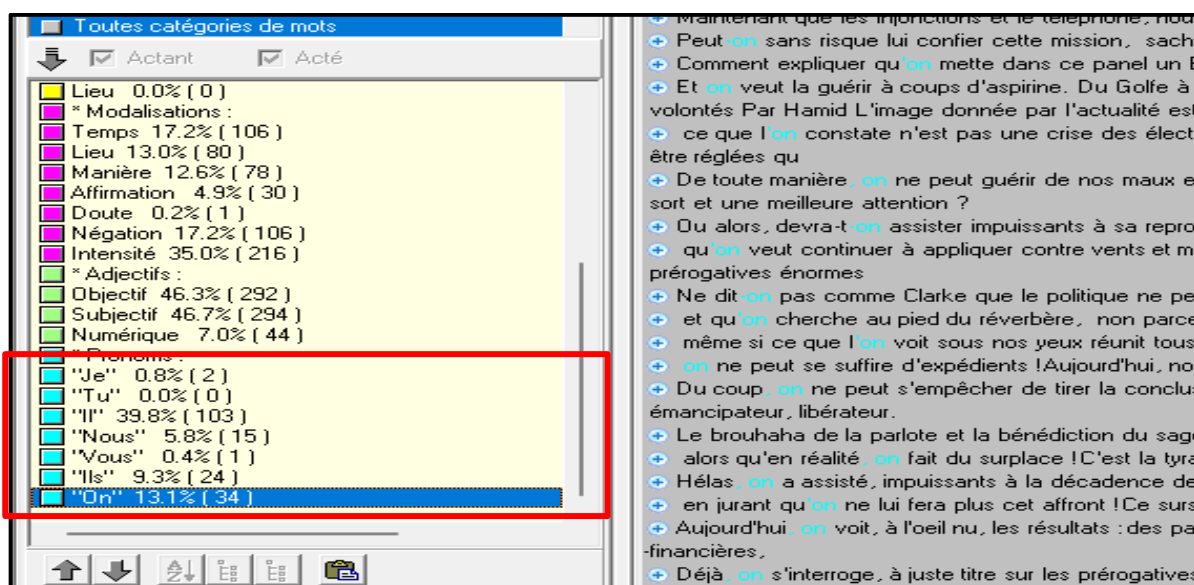 Toutes catégories de mots
Actant Acté
Lieu 0.0% ( 0 )
* Modalisations :
Temps 17.2% ( 106 )
Lieu 13.0% ( 80 )
Manière 12.6% ( 78 )
Affirmation 4.9% ( 30 )
Doute 0.2% ( 1 )
Négation 17.2% ( 106 )
Intensité 35.0% ( 216 )
* Adjectifs :
Objectif 46.3% ( 292 )
Subjectif 46.7% ( 294 )
Numérique 7.0% ( 44 )
* Pronoms :
"Je" 0.8% ( 2 )
"Tu" 0.0% ( 0 )
"Il" 39.8% ( 103 )
"Nous" 5.8% ( 15 )
"Vous" 0.4% ( 1 )
"Ils" 9.3% ( 24 )
"On" 13.1% ( 34 )
Maintenant que les injonctions et le téléphone, nou
Peut-on sans risque lui confier cette mission, sach
Comment expliquer qu'on mette dans ce panel un E
Et on veut la guérir à coups d'aspirine. Du Golfe à
volontés Par Hamid L'image donnée par l'actualité es
ce que l'on constate n'est pas une crise des élect
être réglées qu
De toute manière, on ne peut guérir de nos maux e
sort et une meilleure attention ?
Ou alors, devra-t-on assister impuissants à sa repro
qu'on veut continuer à appliquer contre vents et m
prérogatives énormes
Ne dit-on pas comme Clarke que le politique ne pe
et qu'on cherche au pied du réverbère, non parce
même si ce que l'on voit sous nos yeux réunit tous
on ne peut se suffire d'expédients !Aujourd'hui, no
Du coup, on ne peut s'empêcher de tirer la conclu
émancipateur, libérateur.
Le brouhaha de la parlote et la bénédiction du sag
alors qu'en réalité, on fait du surplace !C'est la tyra
Hélas, on a assisté, impuissants à la décadence de
en jurant qu'on ne lui fera plus cet affront !Ce surs
Aujourd'hui, on voit, à l'oeil nu, les résultats : des pa
-financières,
Déjà, on s'interroge, à juste titre sur les prérogatives